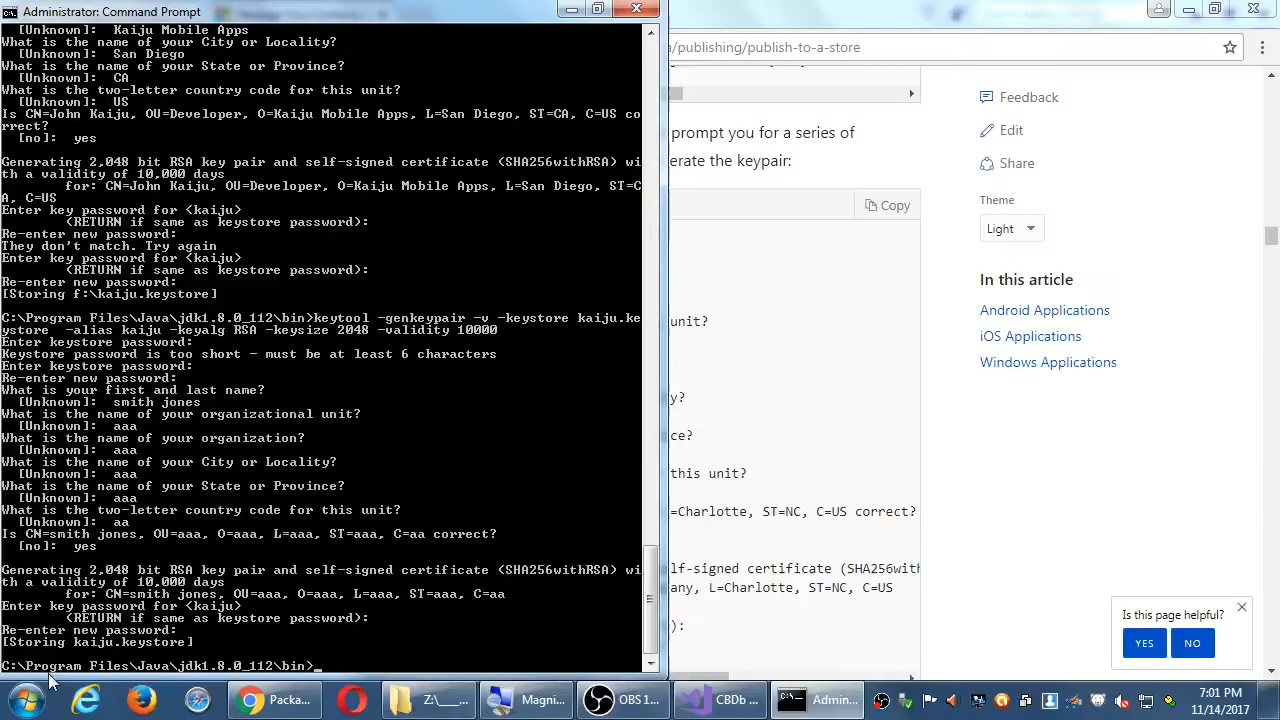 Administrator: Command Prompt
[Unknown]:  Kaiju Mobile Apps
What is the name of your City or Locality?
[Unknown]:  San Diego
What is the name of your State or Province?
[Unknown]:  CA
What is the two-letter country code for this unit?
[Unknown]:  US
Is CN=John Kaiju, OU=Developer, O=Kaiju Mobile Apps, L=San Diego, ST=CA, C=US co
rrect?
[no]:  yes
Generating 2,048 bit RSA key pair and self-signed certificate (SHA256withRSA) wi
th a validity of 10,000 days
for: CN=John Kaiju, OU=Developer, O=Kaiju Mobile Apps, L=San Diego, ST=C
A, C=US
Enter key password for <kaiju>
(RETURN if same as keystore password):
Re-enter new password:
They don't match. Try again
Enter key password for <kaiju>
(RETURN if same as keystore password):
Re-enter new password:
[Storing f:\kaiju.keystore]
C:\Program Files\Java\jdk1.8.0_112\bin>keytool -genkeypair -v -keystore kaiju.ke
ystore  -alias kaiju -keyalg RSA -keysize 2048 -validity 10000
Enter keystore password:
Keystore password is too short - must be at least 6 characters
Enter keystore password:
Re-enter new password:
What is your first and last name?
[Unknown]:  smith jones
What is the name of your organizational unit?
[Unknown]:  aaa
What is the name of your organization?
[Unknown]:  aaa
What is the name of your City or Locality?
[Unknown]:  aaa
What is the name of your State or Province?
[Unknown]:  aaa
What is the two-letter country code for this unit?
[Unknown]:  aa
Is CN=smith jones, OU=aaa, O=aaa, L=aaa, ST=aaa, C=aa correct?
[no]:  yes
Generating 2,048 bit RSA key pair and self-signed certificate (SHA256withRSA) wi
th a validity of 10,000 days
for: CN=smith jones, OU=aaa, O=aaa, L=aaa, ST=aaa, C=aa
Enter key password for <kaiju>
(RETURN if same as keystore password):
Re-enter new password:
[Storing kaiju.keystore]
C:\Program Files\Java\jdk1.8.0_112\bin>_
a/publishing/publish-to-a-store
prompt you for a series of
erate the keypair:
Copy
unit?
y?
ce?
this unit?
=Charlotte, ST=NC, C=US correct?
lf-signed certificate (SHA256with
any, L=Charlotte, ST=NC, C=US
):
Feedback
Edit
Share
Theme
Light
In this article
Android Applications
iOS Applications
Windows Applications
Is this page helpful?
YES
NO
Packa...
Z:\___...
Magni...
OBS 1...
CBDb ...
Admin...
7:01 PM
11/14/2017